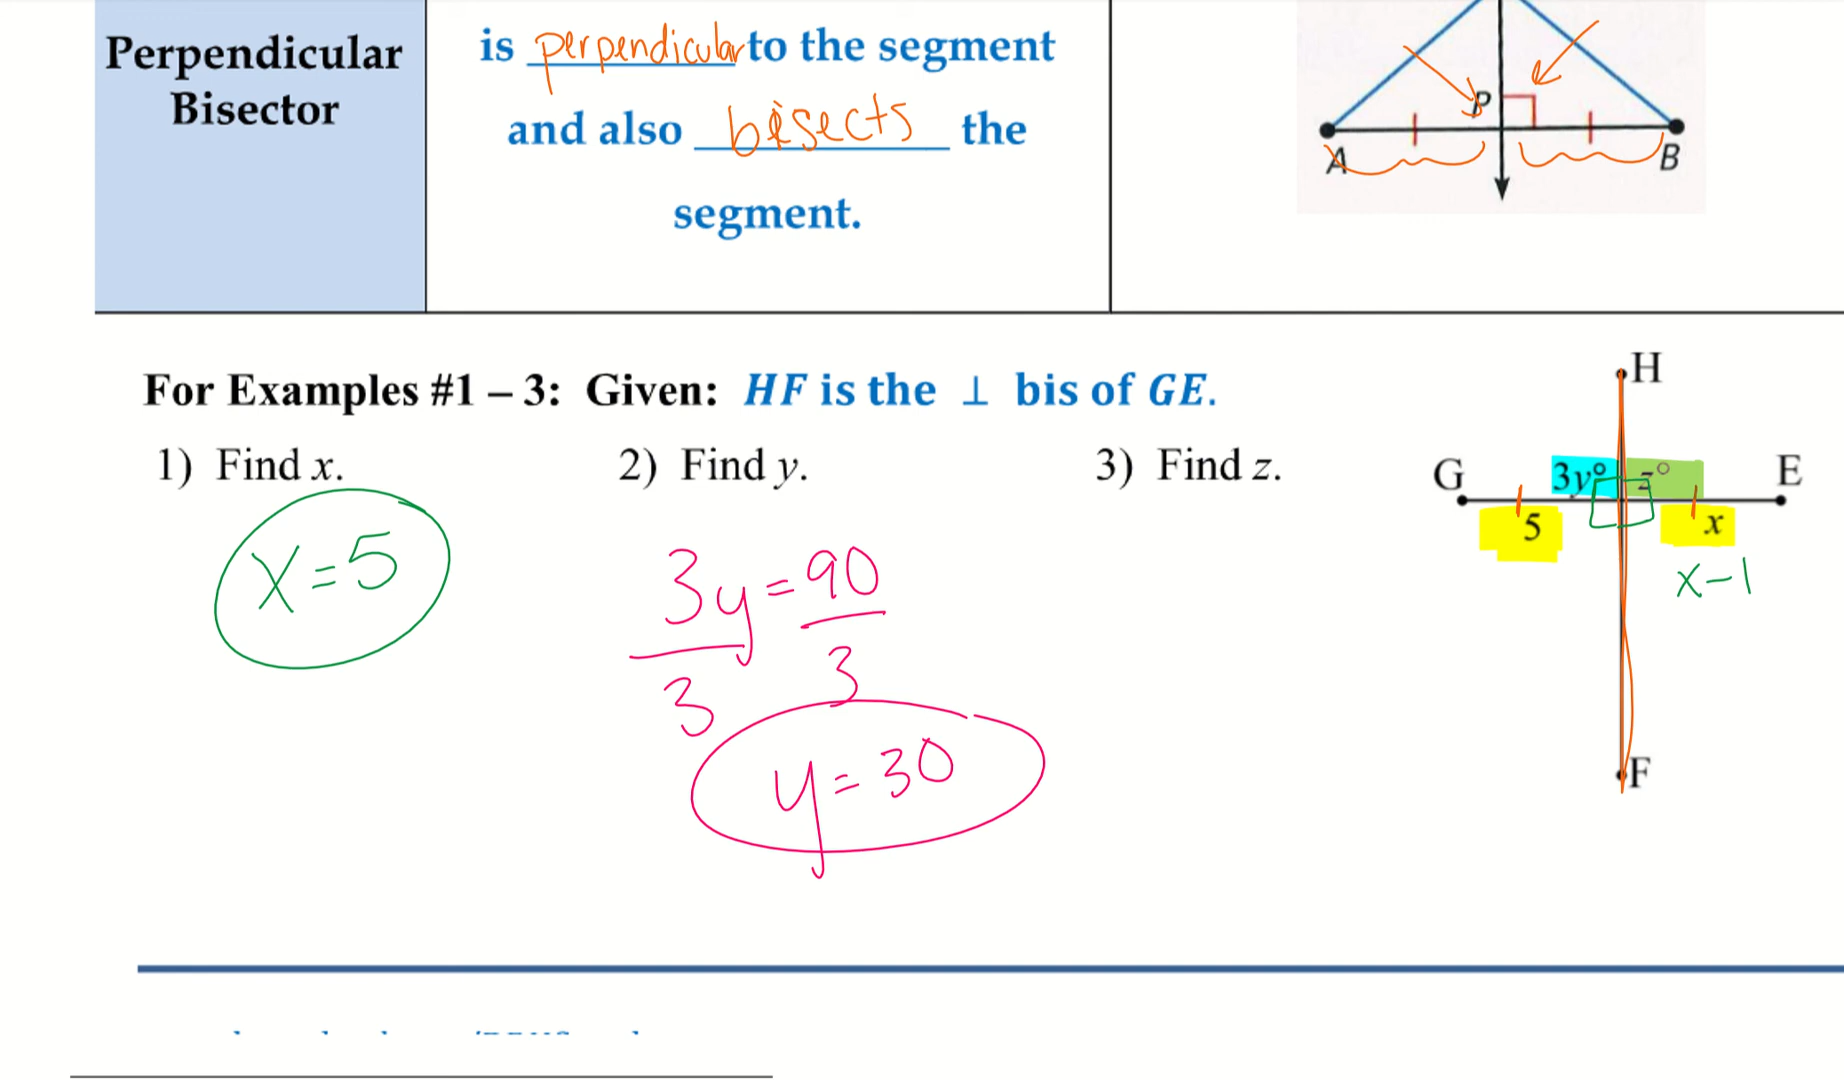 Perpendicular
Bisector
is perpendicular to the segment
and also bisects the
segment.
P
A
B
For Examples #1 – 3: Given: HF is the ⊥ bis of GE.
1) Find x.
2) Find y.
3) Find z.
x=5
3y=90
3 3
y=30
H
G
3y°
z°
E
5
x
x-1
F